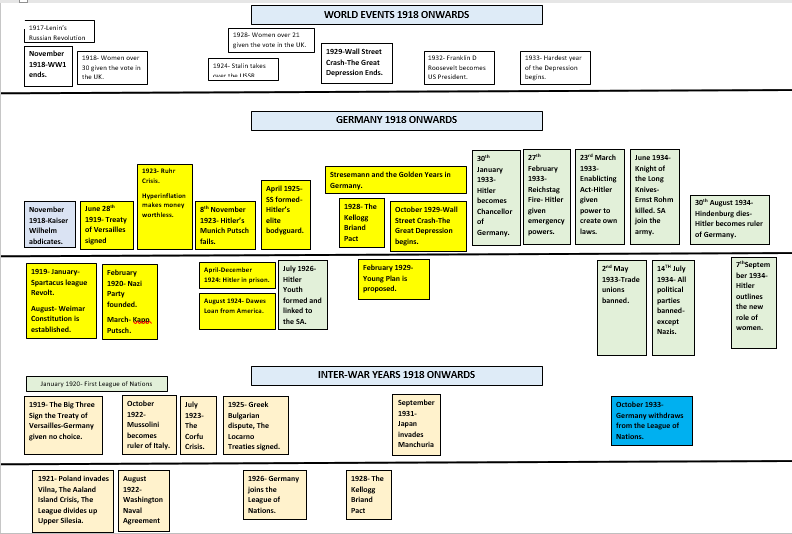 WORLD EVENTS 1918 ONWARDS
1917-Lenin's
Russian Revolution
November
1918-WW1
ends.
1918- Women over
30 given the vote in
the UK.
1928- Women over 21
given the vote in the UK.
1924- Stalin takes
over the USSR
1929-Wall Street
Crash-The Great
Depression Ends.
1932- Franklin D
Roosevelt becomes
US President.
1933- Hardest year
of the Depression
begins.
GERMANY 1918 ONWARDS
November
1918-Kaiser
Wilhelm
abdicates.
June 28th
1919- Treaty
of Versailles
signed
1923- Ruhr
Crisis.
Hyperinflation
makes money
worthless.
8th November
1923- Hitler's
Munich Putsch
fails.
April 1925-
SS formed-
Hitler's
elite
bodyguard.
Stresemann and the Golden Years in
Germany.
1928- The
Kellogg
Briand
Pact
October 1929-Wall
Street Crash-The
Great Depression
begins.
30th
January
1933-
Hitler
becomes
Chancellor
of
Germany.
27th
February
1933-
Reichstag
Fire- Hitler
given
emergency
powers.
23rd March
1933-
Enablicting
Act-Hitler
given
power to
create own
laws.
June 1934-
Knight of
the Long
Knives-
Ernst Rohm
killed. SA
join the
army.
30th August 1934-
Hindenburg dies-
Hitler becomes ruler
of Germany.
1919- January-
Spartacus league
Revolt.
August- Weimar
Constitution is
established.
February
1920- Nazi
Party
founded.
March- Kapp
Putsch.
April-December
1924: Hitler in prison.
August 1924- Dawes
Loan from America.
July 1926-
Hitler
Youth
formed and
linked to
the SA.
February 1929-
Young Plan is
proposed.
2nd May
1933-Trade
unions
banned.
14TH July
1934- All
political
parties
banned-
except
Nazis.
7thSeptem
ber 1934-
Hitler
outlines
the new
role of
women.
INTER-WAR YEARS 1918 ONWARDS
January 1920- First League of Nations
1919- The Big Three
Sign the Treaty of
Versailles-Germany
given no choice.
October
1922-
Mussolini
becomes
ruler of Italy.
July
1923-
The
Corfu
Crisis.
1925- Greek
Bulgarian
dispute, The
Locarno
Treaties signed.
September
1931-
Japan
invades
Manchuria
October 1933-
Germany withdraws
from the League of
Nations.
1921- Poland invades
Vilna, The Aaland
Island Crisis, The
League divides up
Upper Silesia.
August
1922-
Washington
Naval
Agreement
1926- Germany
joins the
League of
Nations.
1928- The
Kellogg
Briand
Pact